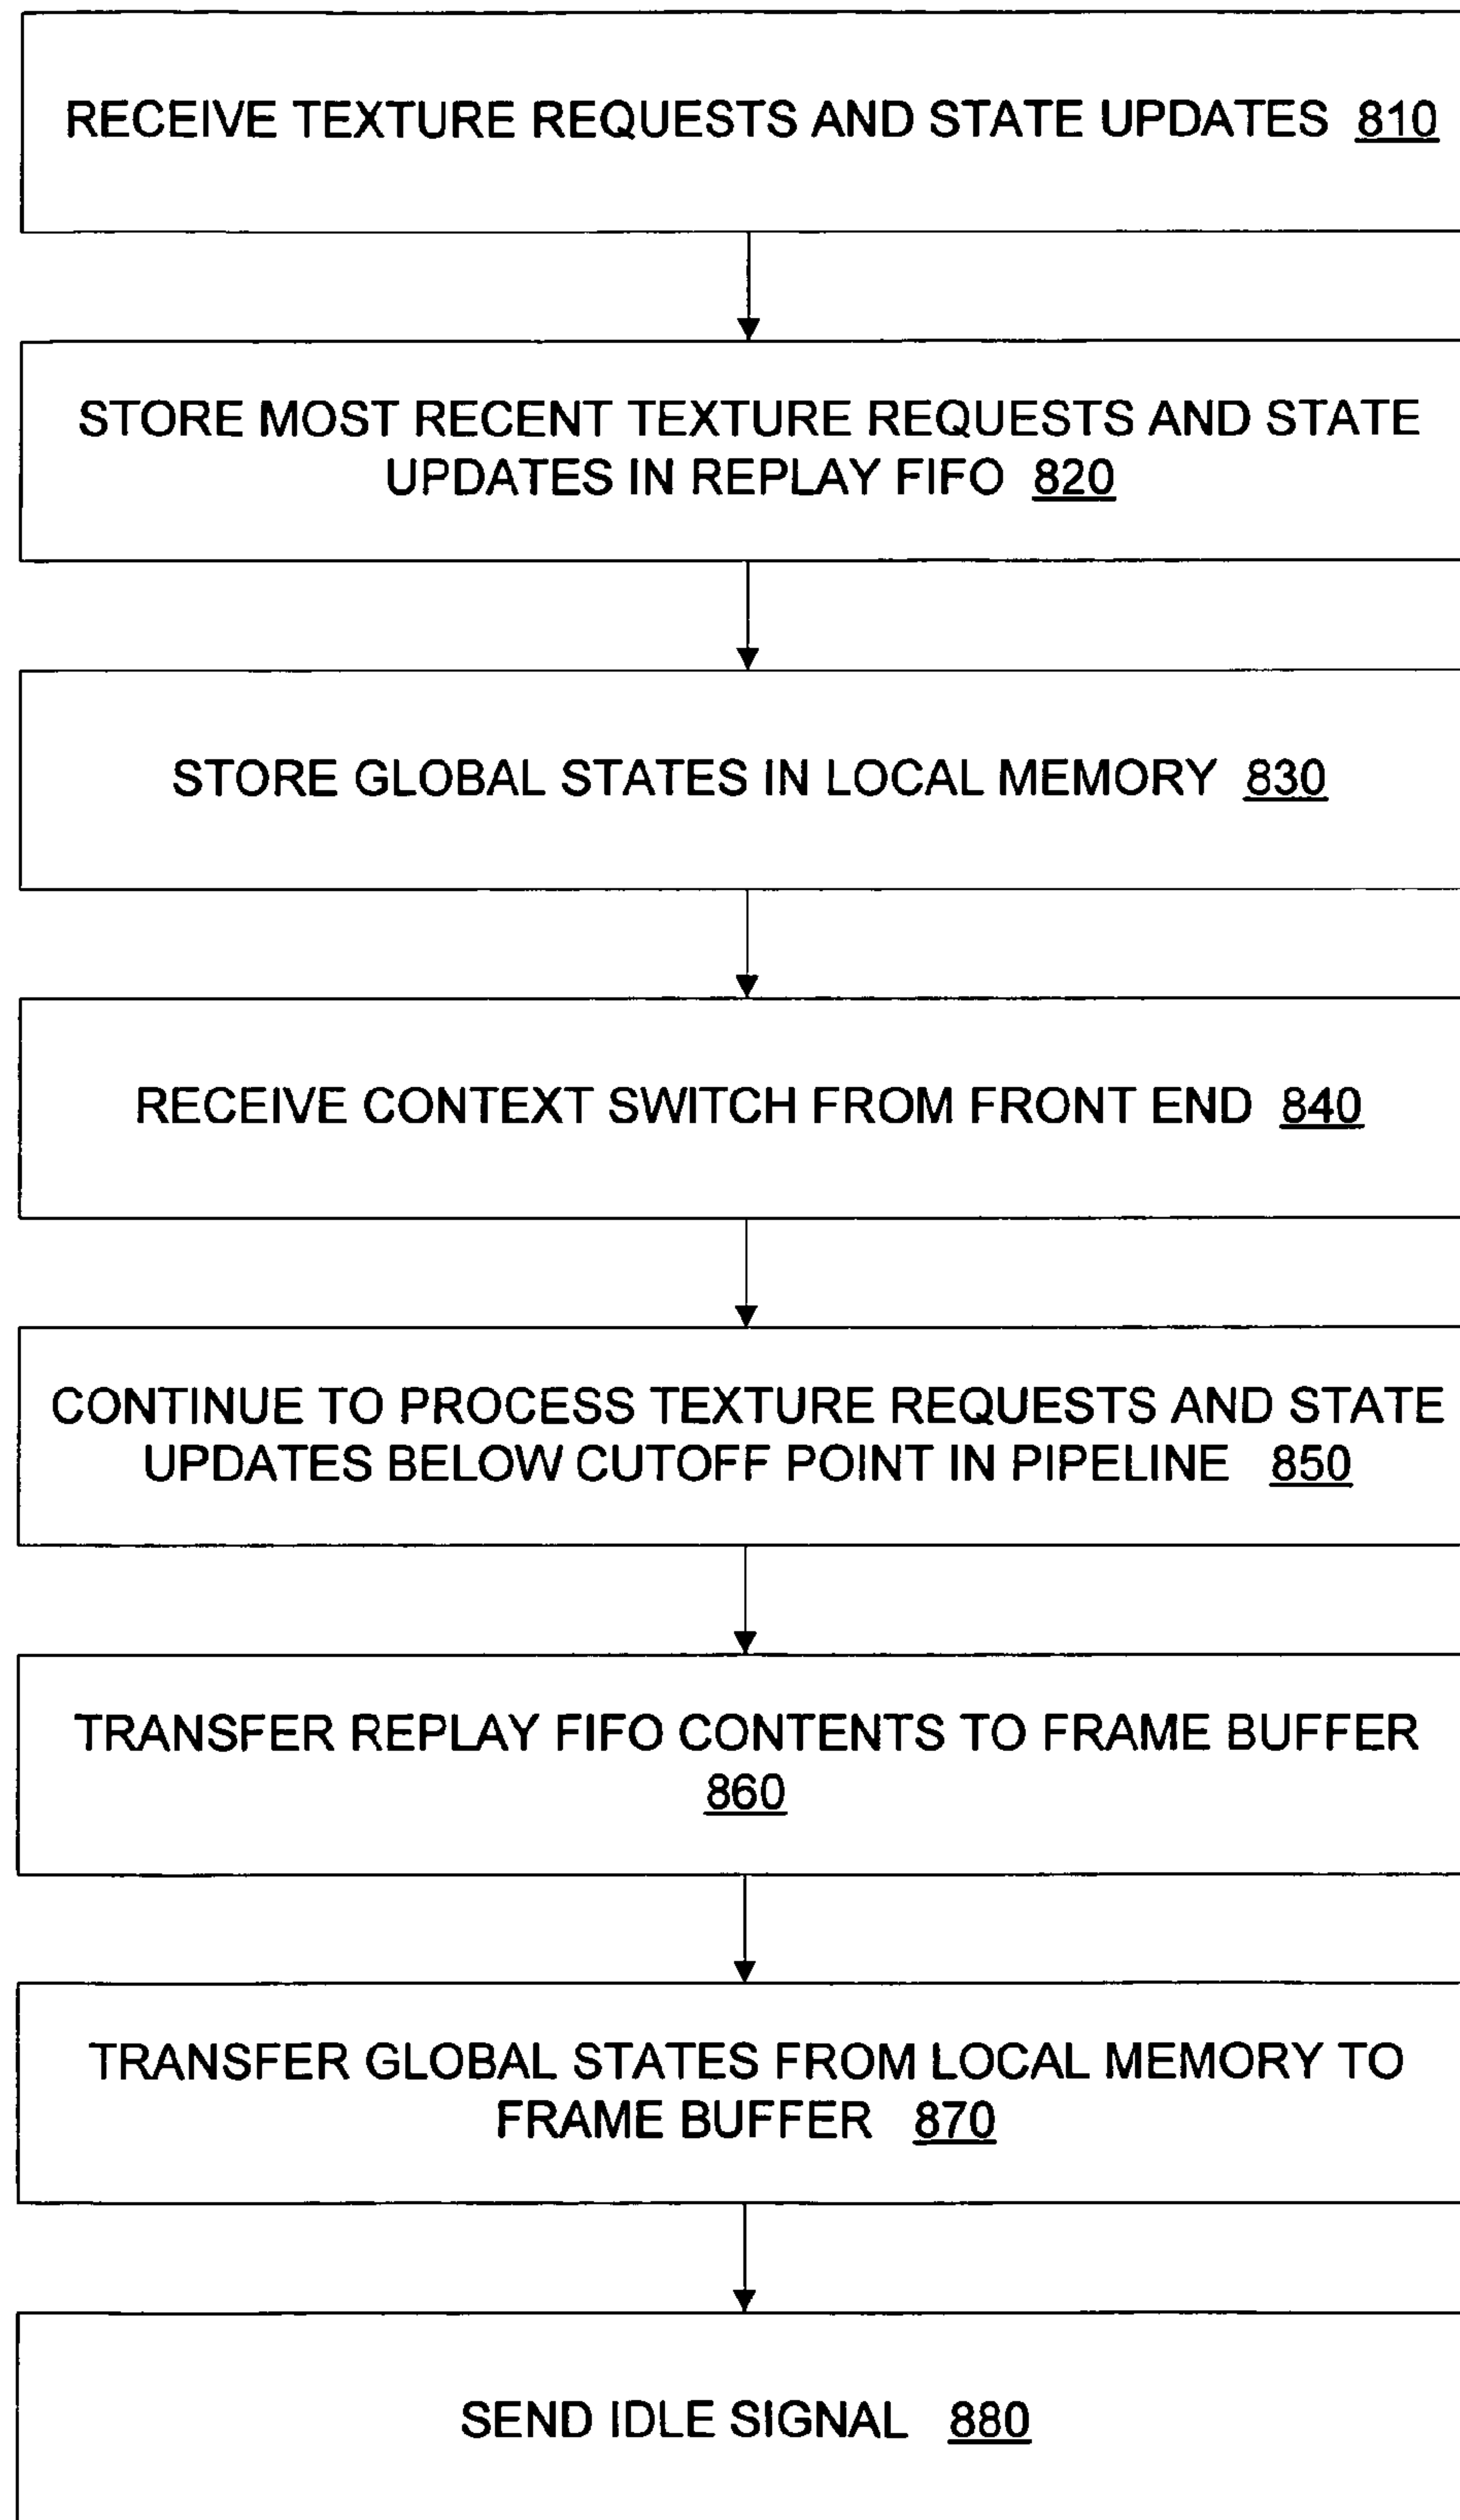 RECEIVE TEXTURE REQUESTS AND STATE UPDATES 810
STORE MOST RECENT TEXTURE REQUESTS AND STATE
UPDATES IN REPLAY FIFO 820
STORE GLOBAL STATES IN LOCAL MEMORY 830
RECEIVE CONTEXT SWITCH FROM FRONT END 840
CONTINUE TO PROCESS TEXTURE REQUESTS AND STATE
UPDATES BELOW CUTOFF POINT IN PIPELINE 850
TRANSFER REPLAY FIFO CONTENTS TO FRAME BUFFER
860
TRANSFER GLOBAL STATES FROM LOCAL MEMORY TO
FRAME BUFFER 870
SEND IDLE SIGNAL 880